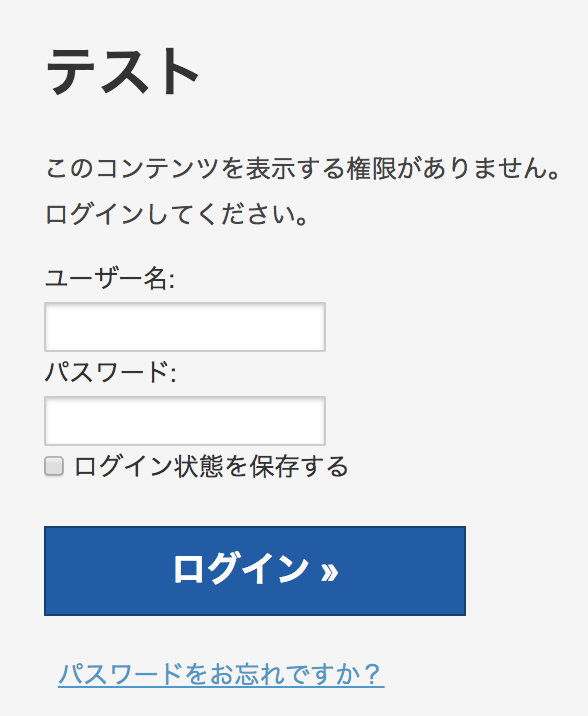 テスト
このコンテンツを表示する権限がありません。
ログインしてください。
ユーザー名:
パスワード:
ログイン状態を保存する
ログイン »
パスワードをお忘れですか？